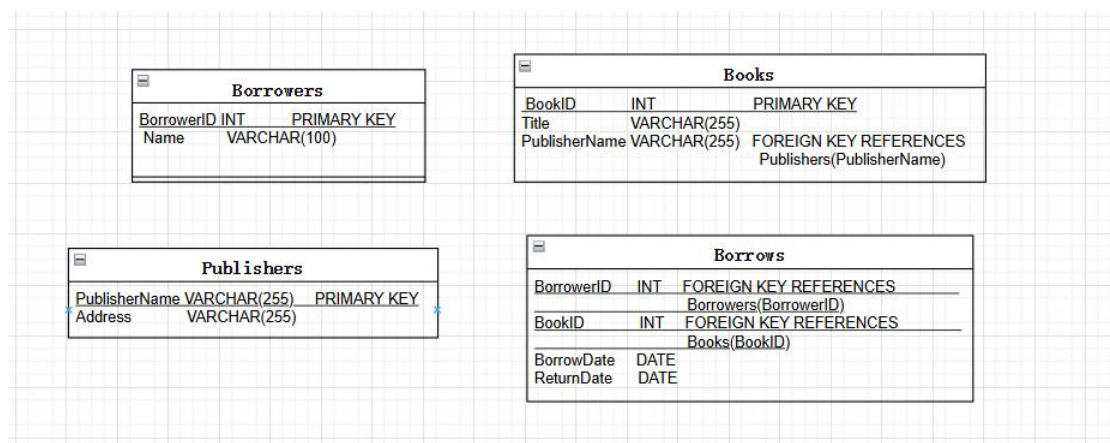 Borrowers
BorrowerID INT PRIMARY KEY
Name VARCHAR(100)
Books
BookID INT PRIMARY KEY
Title VARCHAR(255)
PublisherName VARCHAR(255) FOREIGN KEY REFERENCES
Publishers(PublisherName)
Publishers
PublisherName VARCHAR(255) PRIMARY KEY
Address VARCHAR(255)
Borrows
BorrowerID INT FOREIGN KEY REFERENCES
Borrowers(BorrowerID)
BookID INT FOREIGN KEY REFERENCES
Books(BookID)
BorrowDate DATE
ReturnDate DATE